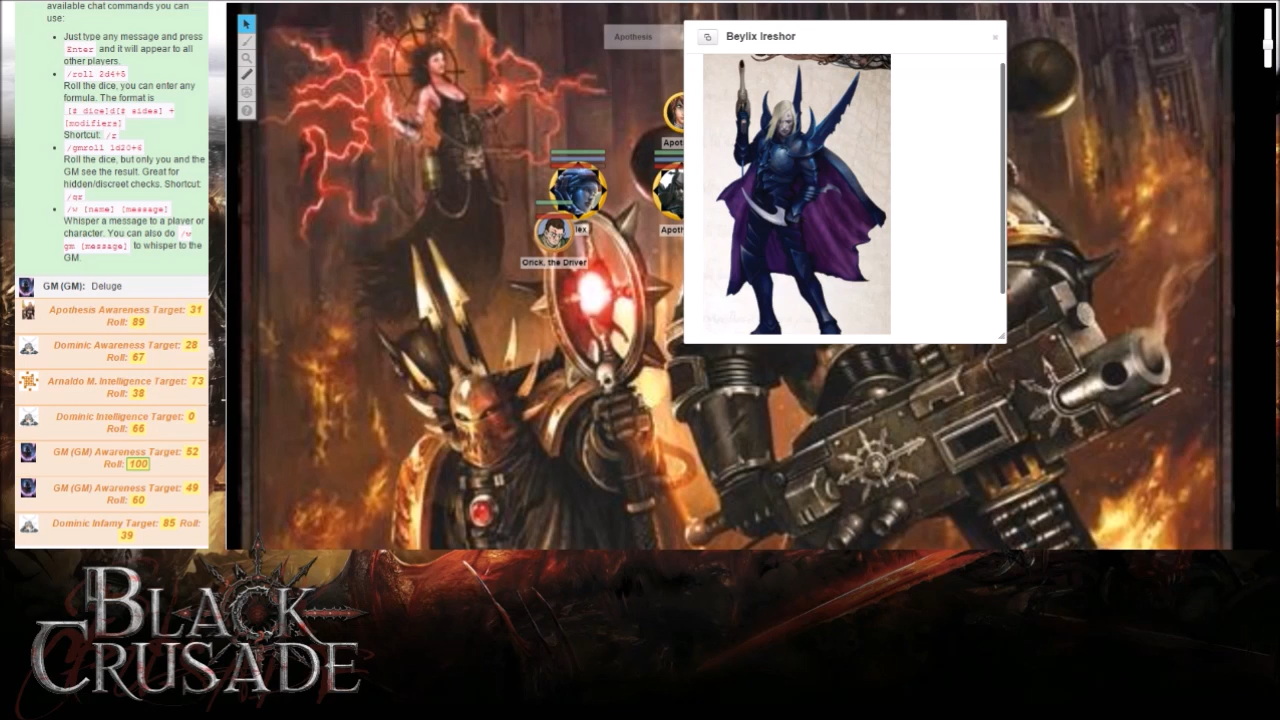 available chat commands you can
use:
Just type any message and press
Enter and it will appear to all
other players.
/roll 2d4+5
Roll the dice, you can enter any
formula. The format is
[# dice]d[# sides] +
[modifiers]
Shortcut: /r
/gmroll 1d20+6
Roll the dice, but only you and the
GM see the result. Great for
hidden/discreet checks. Shortcut:
/gr
/w [name] [message]
Whisper a message to a player or
character. You can also do /w
gm [message] to whisper to the
GM.
GM (GM): Deluge
Apothesis Awareness Target: 31
Roll: 89
Dominic Awareness Target: 28
Roll: 67
Arnaldo M. Intelligence Target: 73
Roll: 38
Dominic Intelligence Target: 0
Roll: 66
GM (GM) Awareness Target: 52
Roll: 100
GM (GM) Awareness Target: 49
Roll: 60
Dominic Infamy Target: 85 Roll:
39
Apothesis
Beylix Ireshor
Apot
lex
Apoth
Orick, the Driver
BLACK
CRUSADE